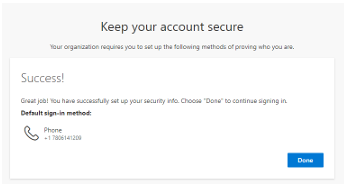 Keep your account secure
Your organization requires you to set up the following methods of proving who you are.
Success!
Great job! You have successfully set up your security info. Choose "Done" to continue signing in.
Default sign-in method:
Phone
+1 7806141209
Done